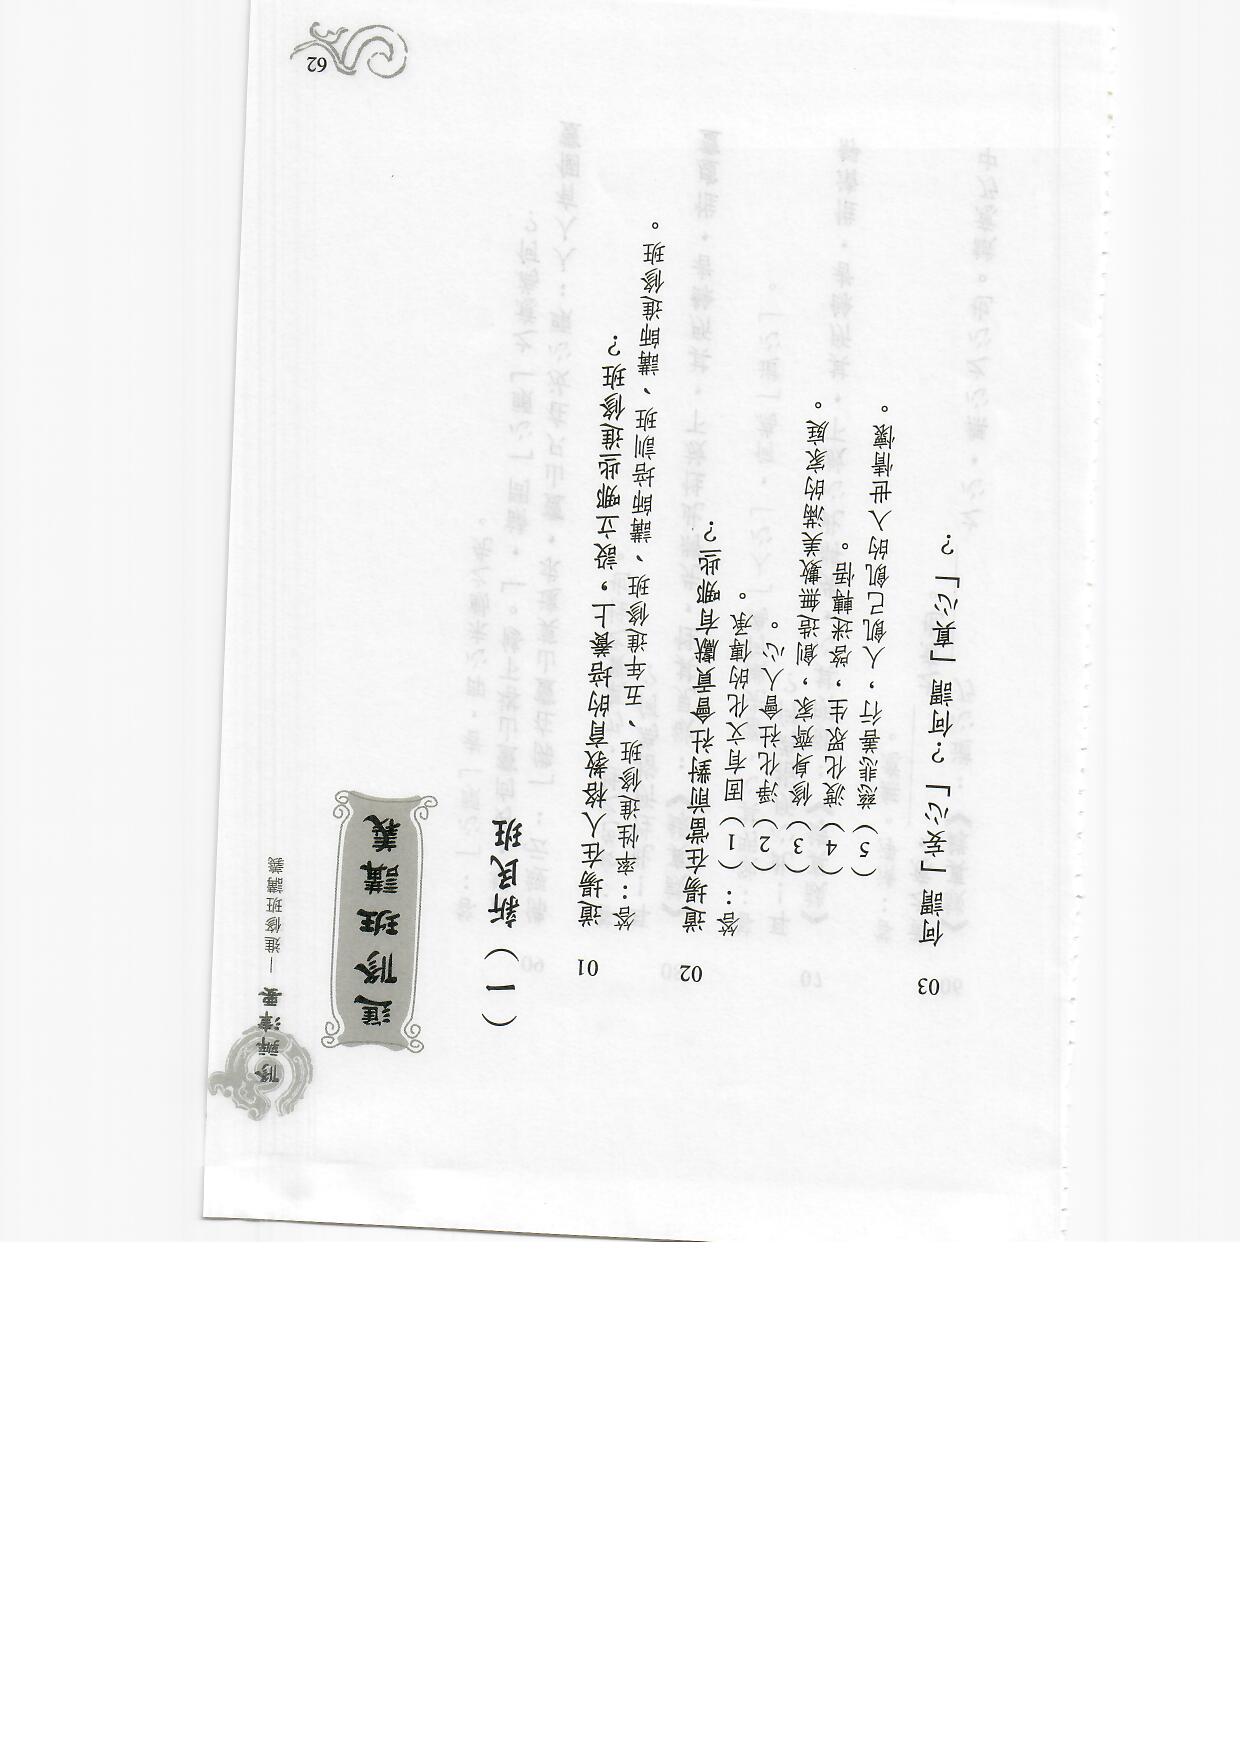 修辦津要
—進修班講義
進修班講義
（一）新民班
01 道場在人格教育的培養上，設立哪些進修班？
答：率性進修班、五年進修班、講師培訓班、講師進修班。
02 道場在當前對社會貢獻有哪些？
答：（1）固有文化的傳承。
（2）淨化社會人心。
（3）修身齊家，創造無數美滿的家庭。
（4）渡化眾生，啓迷轉悟。
（5）慈悲善行，人飢己飢的入世情懷。
03 何謂「妄心」？何謂「真心」？
62